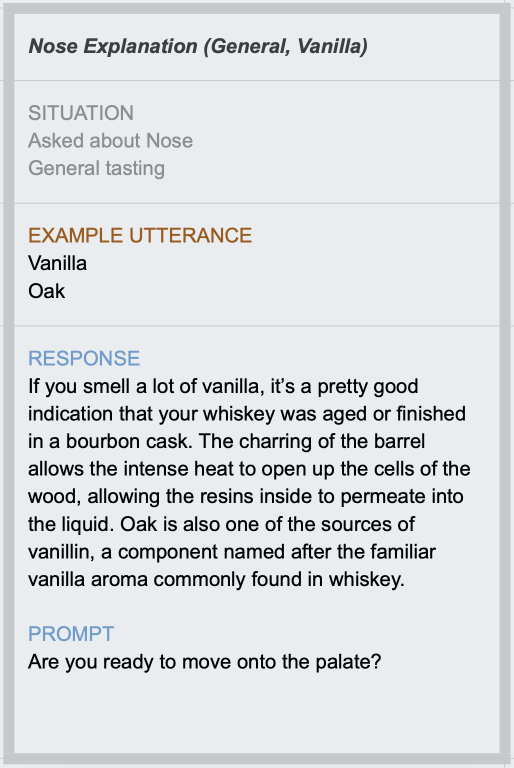 Nose Explanation (General, Vanilla)
SITUATION
Asked about Nose
General tasting
EXAMPLE UTTERANCE
Vanilla
Oak
RESPONSE
If you smell a lot of vanilla, it’s a pretty good
indication that your whiskey was aged or finished
in a bourbon cask. The charring of the barrel
allows the intense heat to open up the cells of the
wood, allowing the resins inside to permeate into
the liquid. Oak is also one of the sources of
vanillin, a component named after the familiar
vanilla aroma commonly found in whiskey.
PROMPT
Are you ready to move onto the palate?